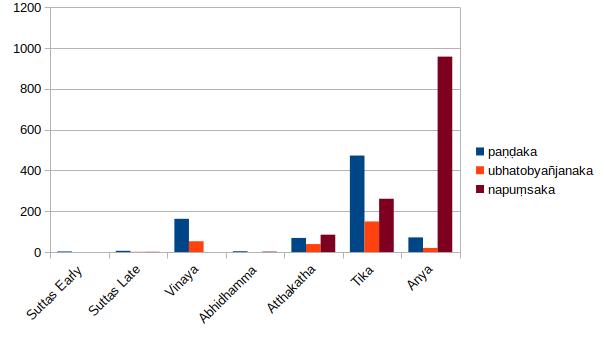 1200
1000
800
600
400
200
0
Suttas Early
Suttas Late
Vinaya
Abhidhamma
Atthakatha
Tika
Anya
paṇḍaka
ubhatobyañjanaka
napuṃsaka